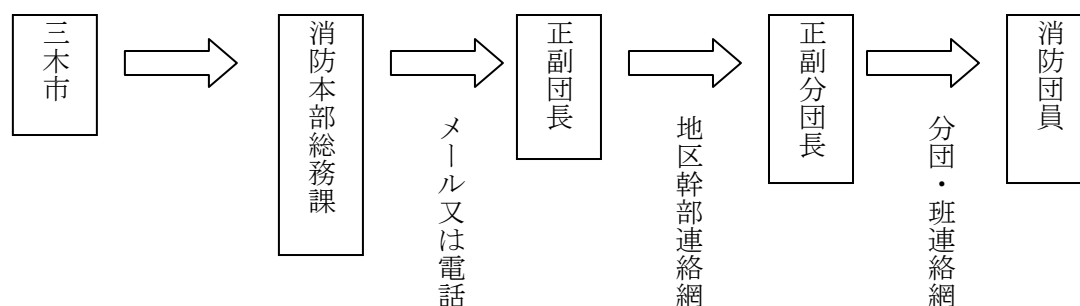 三木市
消防本部総務課
メール又は電話
正副団長
地区幹部連絡網
正副分団長
分団・班連絡網
消防団員